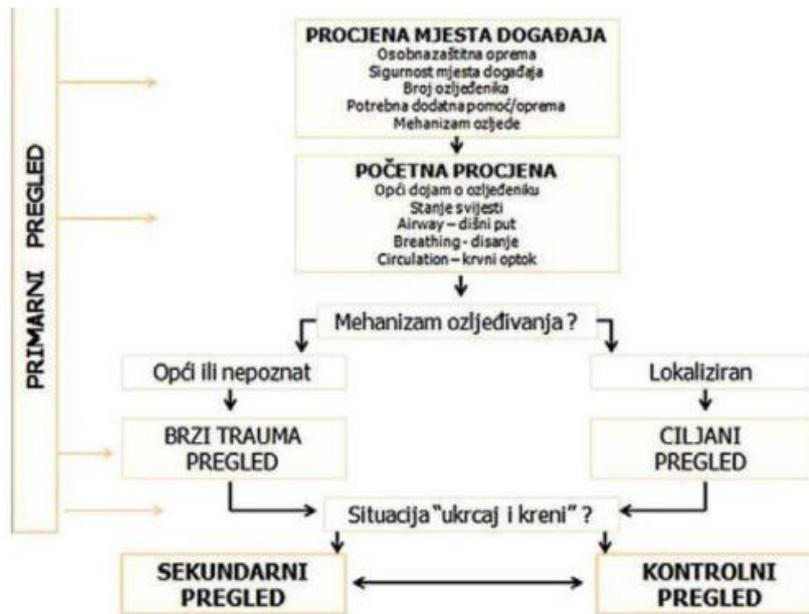 PRIMARNI PREGLED
PROCJENA MJESTA DOGAĐAJA
Osobnazaštitna oprema
Sigurnost mjesta događaja
Broj ozljeđenika
Potrebna dodatna pomoć/oprema
Mehanizam ozljede
POČETNA PROCJENA
Opći dojam o ozljeđeniku
Stanje svijesti
Airway – dišni put
Breathing - disanje
Circulation – krvni optok
Mehanizam ozljeđivanja ?
Opći ili nepoznat
Lokaliziran
BRZI TRAUMA
PREGLED
CILJANI
PREGLED
Situacija “ukrcaj i kreni” ?
SEKUNDARNI
PREGLED
KONTROLNI
PREGLED